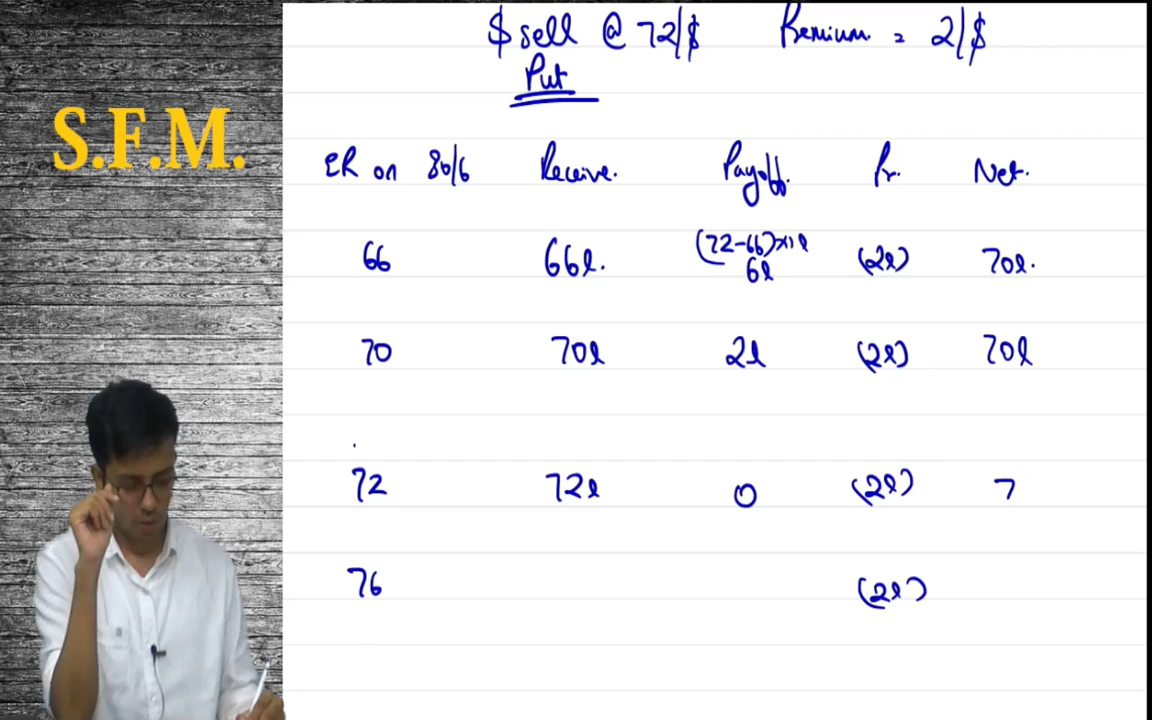 $ sell @ 72/$ Premium = 2/$
Put
S.F.M.
ER on 30/6 Receive. Payoff. Pr. Net.
66 66l. (72-66)×1l (2l) 70l.
6l
70 70l 2l (2l) 70l
72 72l 0 (2l) 7
76 (2l)